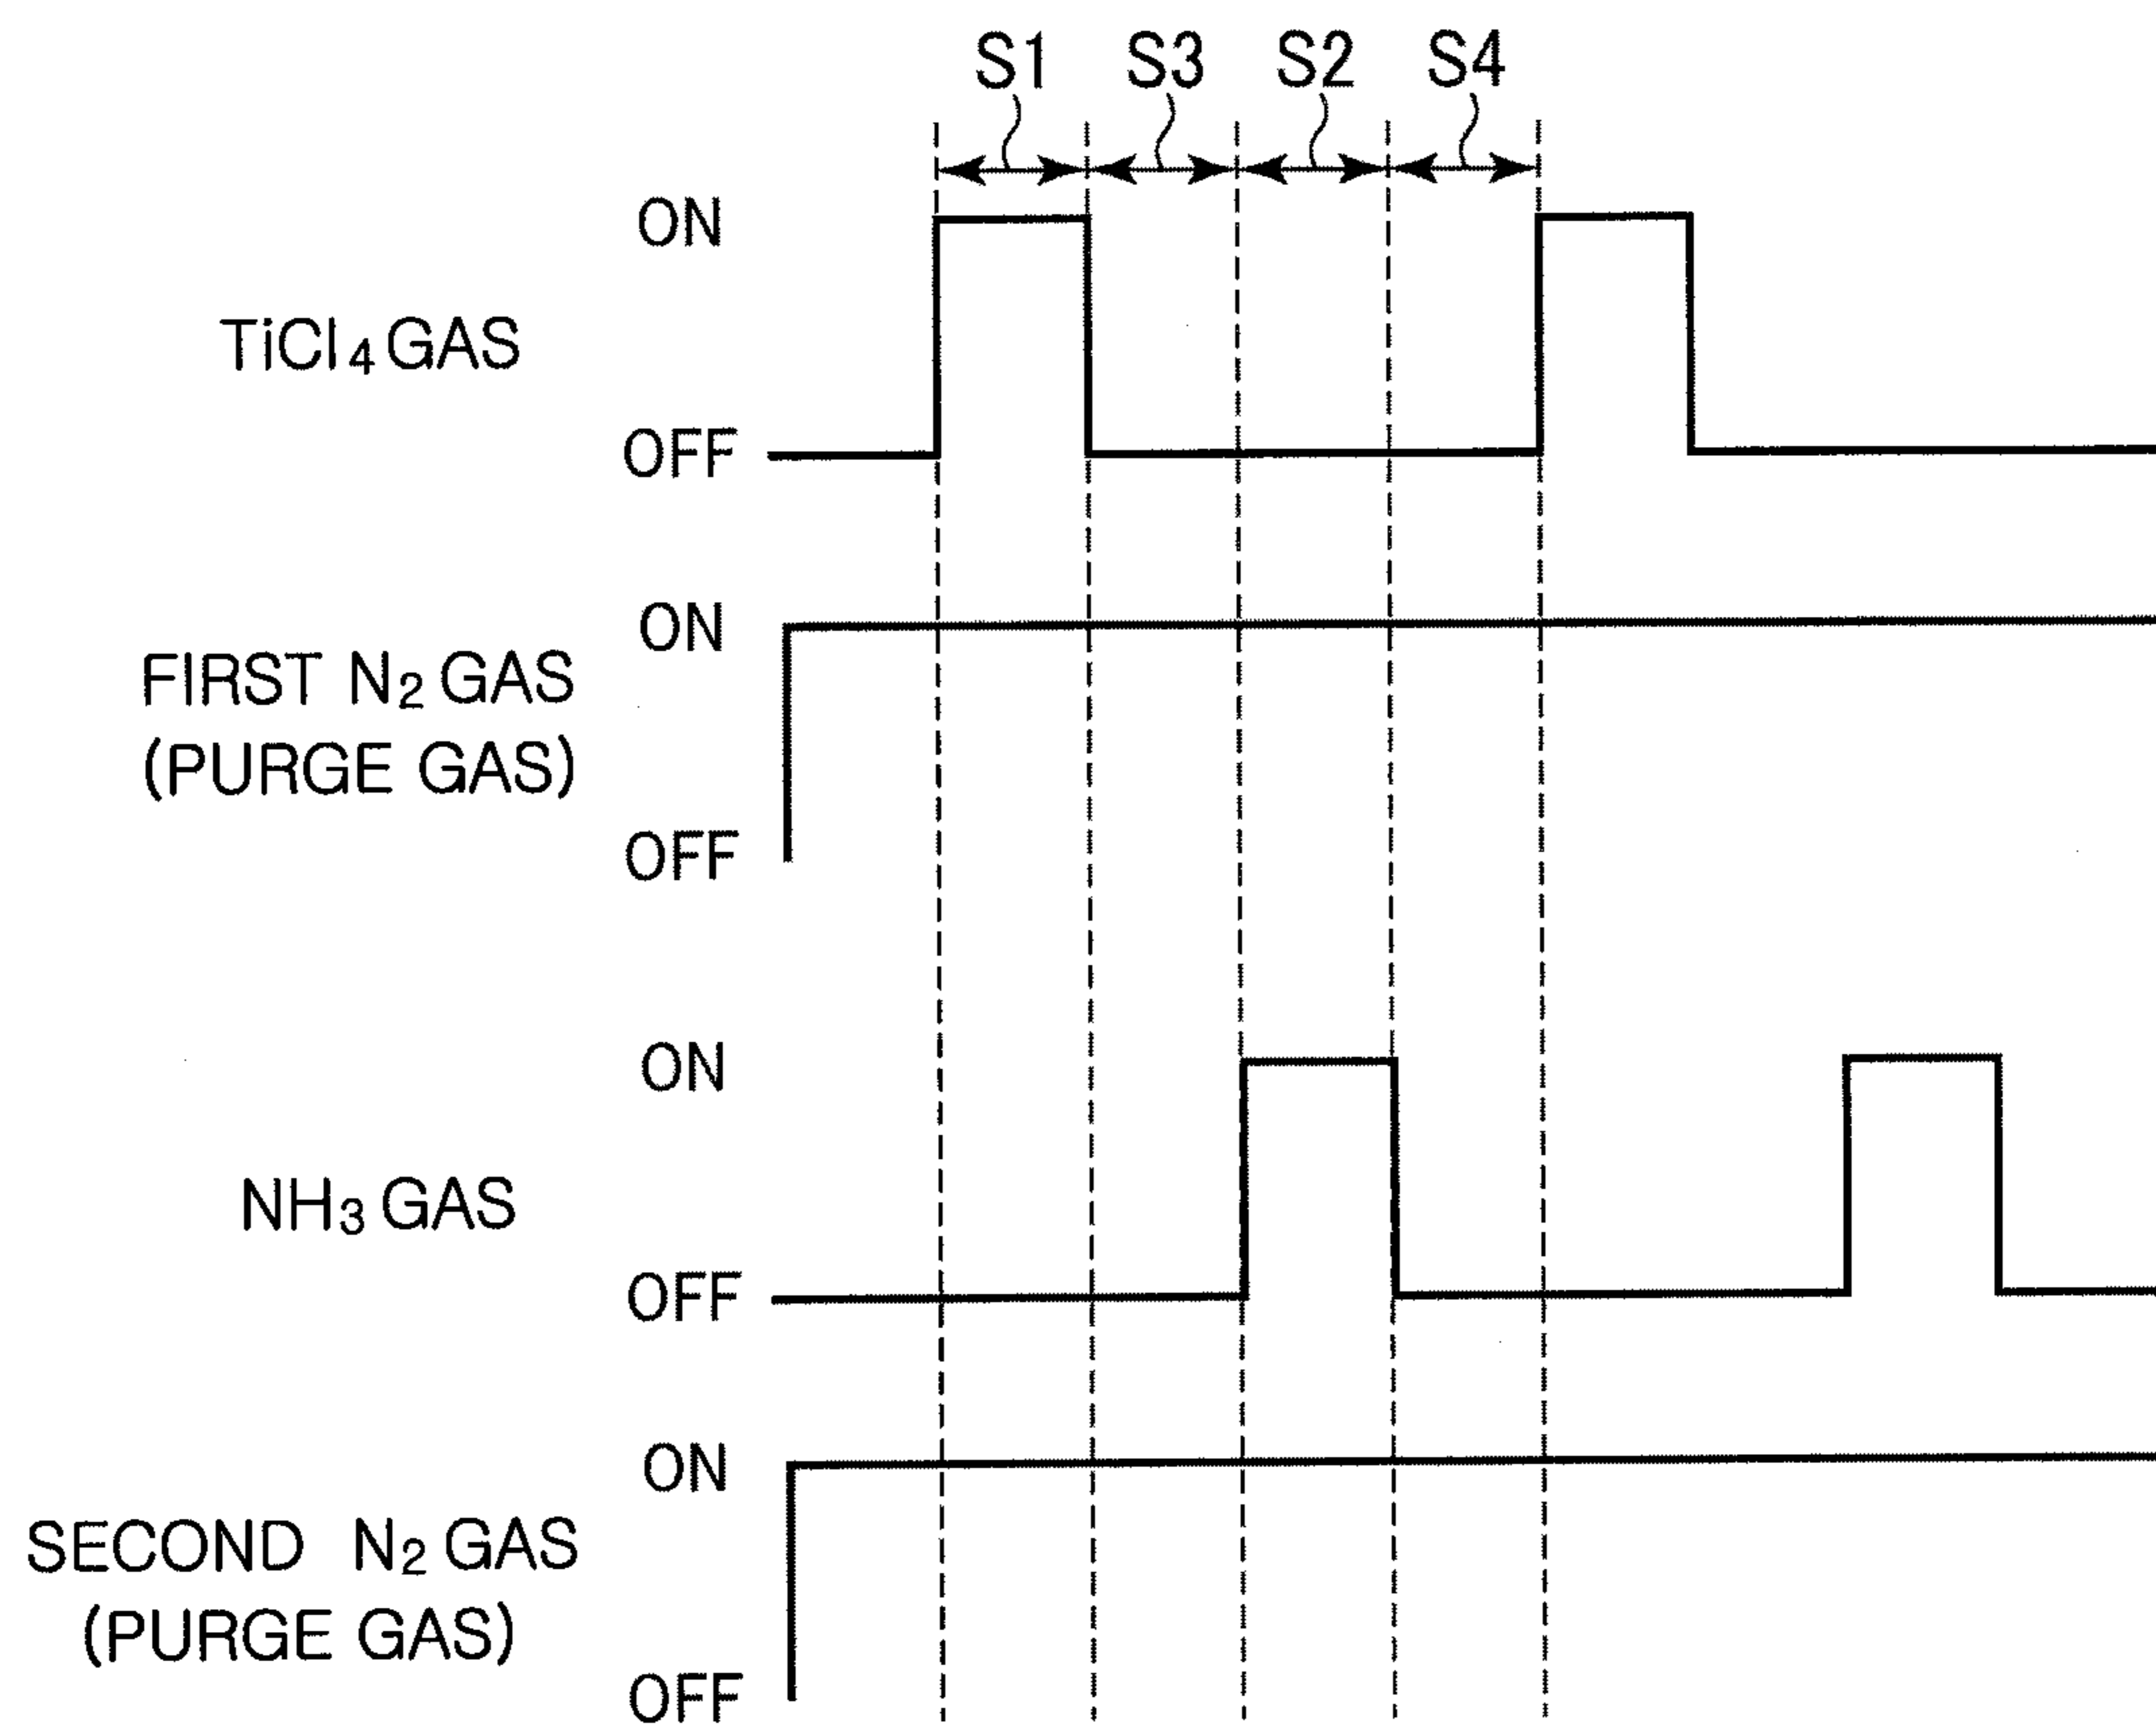 S1 S3 S2 S4
ON
TiCl4 GAS
OFF
ON
FIRST N2 GAS
(PURGE GAS)
OFF
ON
NH3 GAS
OFF
ON
SECOND N2 GAS
(PURGE GAS)
OFF